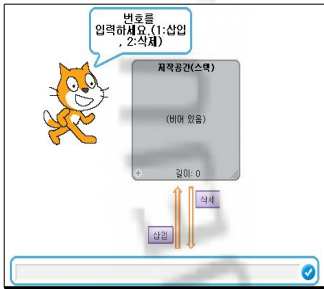 번호를
입력하세요.(1:삽입
, 2:삭제)
저작공간(스택)
(비어 있음)
길이: 0
삭제
삽입